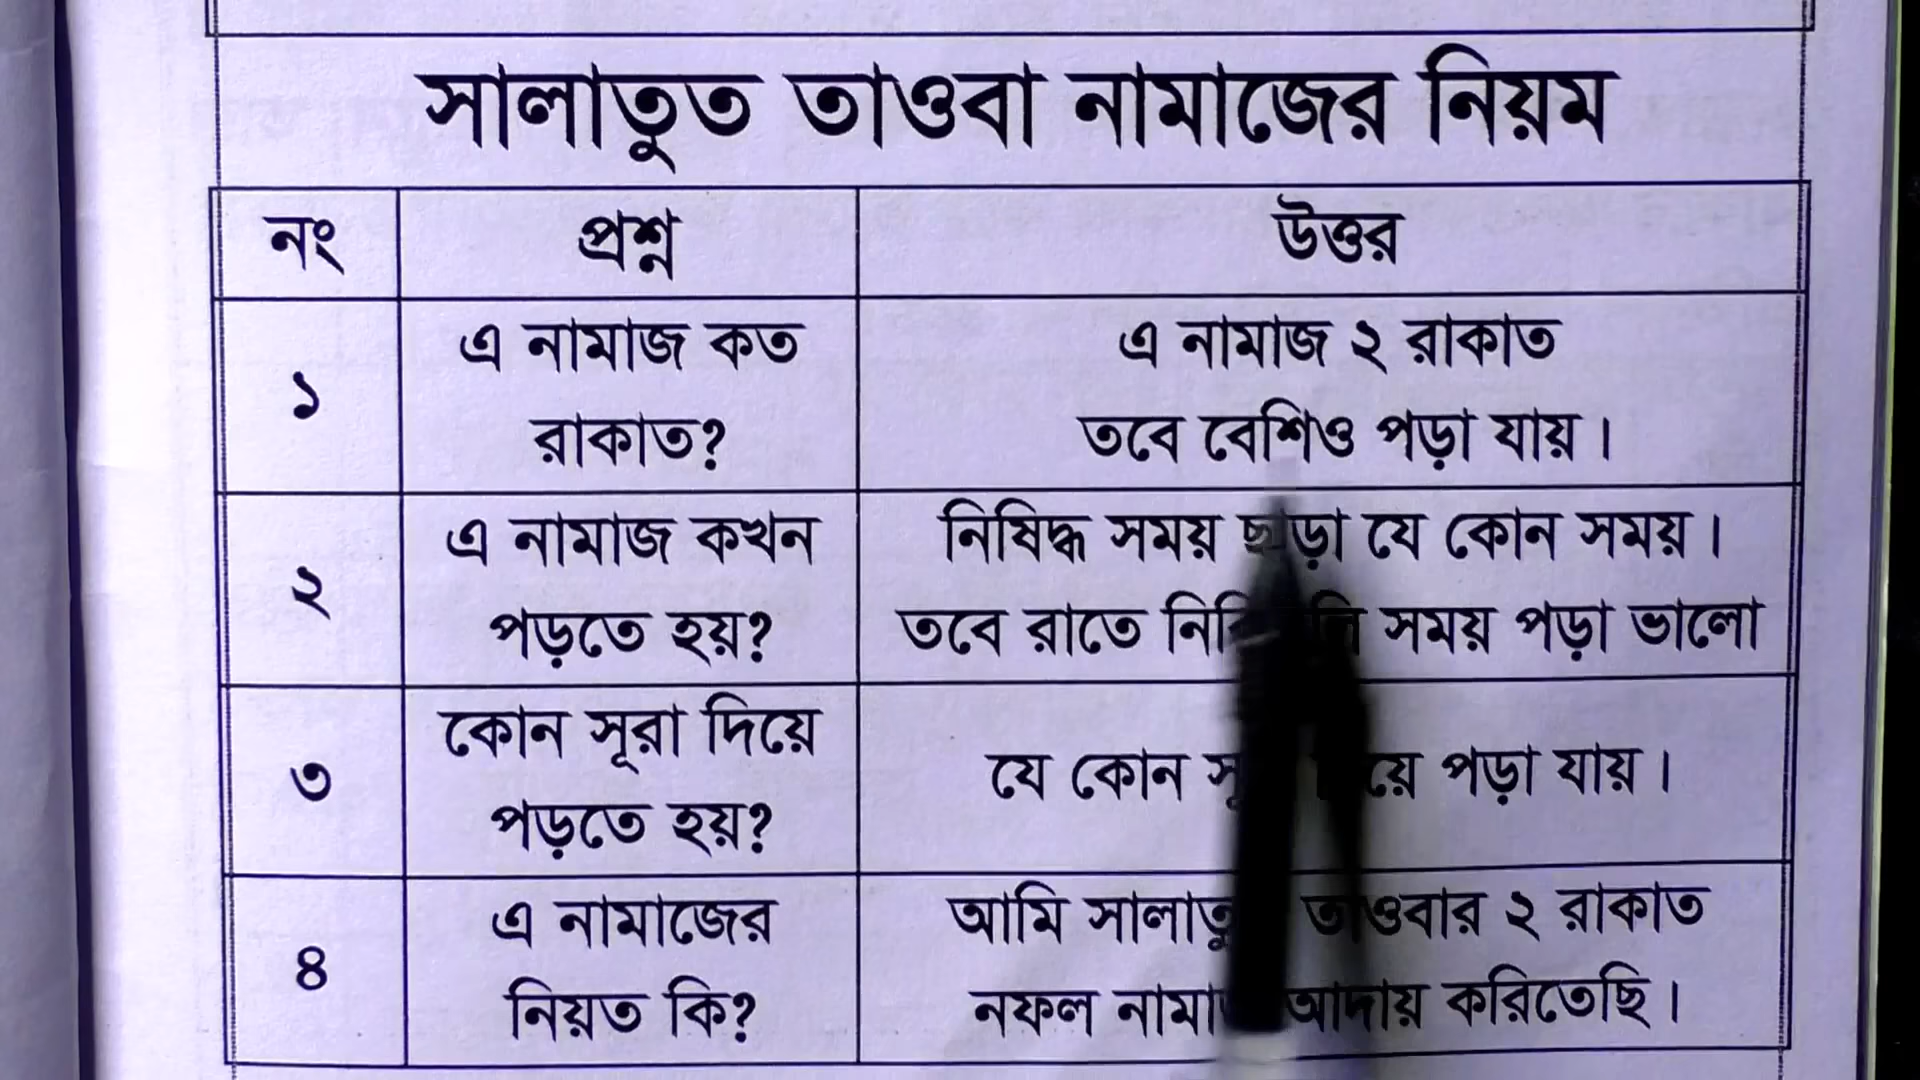 সালাতুত তাওবা নামাজের নিয়ম
নং প্রশ্ন উত্তর
১
এ নামাজ কত
রাকাত?
এ নামাজ ২ রাকাত
তবে বেশিও পড়া যায়।
২
এ নামাজ কখন
পড়তে হয়?
নিষিদ্ধ সময় ছাড়া যে কোন সময়।
তবে রাতে সময় পড়া ভালো
৩
কোন সূরা দিয়ে
পড়তে হয়?
যে কোন পড়া যায়।
৪
এ নামাজের
নিয়ত কি?
আমি সালাতুত তাওবার ২ রাকাত
নফল নামাজ আদায় করিতেছি।